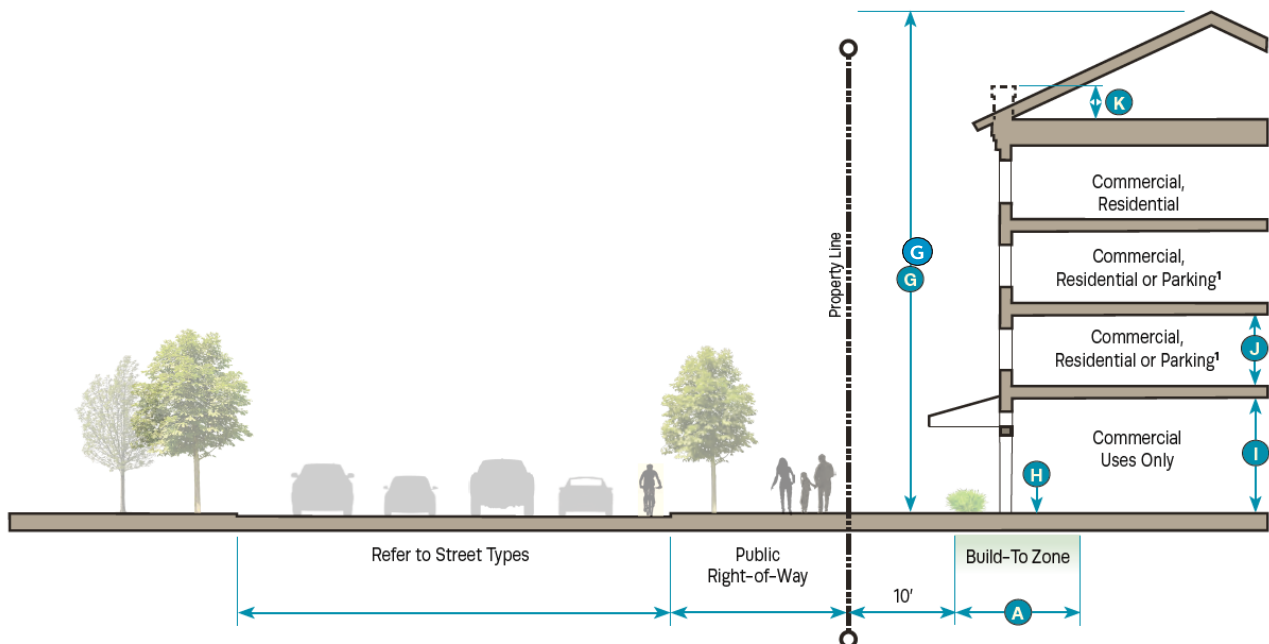 K
Commercial,
Residential
Property Line
G
G
Commercial,
Residential or Parking¹
Commercial,
Residential or Parking¹
J
Commercial
Uses Only
I
H
Refer to Street Types
Public
Right-of-Way
Build-To Zone
10'
A